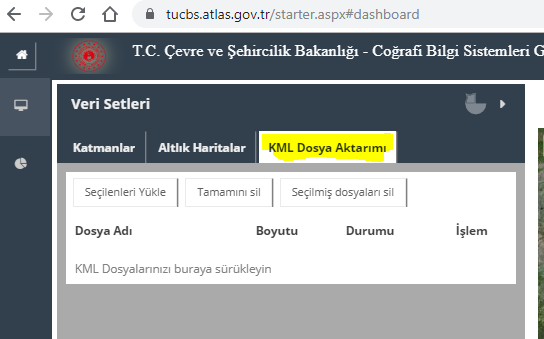 tucbs.atlas.gov.tr/starter.aspx#dashboard
T.C. Çevre ve Şehircilik Bakanlığı - Coğrafi Bilgi Sistemleri G
Veri Setleri
Katmanlar Altlık Haritalar KML Dosya Aktarımı
Seçilenleri Yükle Tamamını sil Seçilmiş dosyaları sil
Dosya Adı Boyutu Durumu İşlem
KML Dosyalarınızı buraya sürükleyin